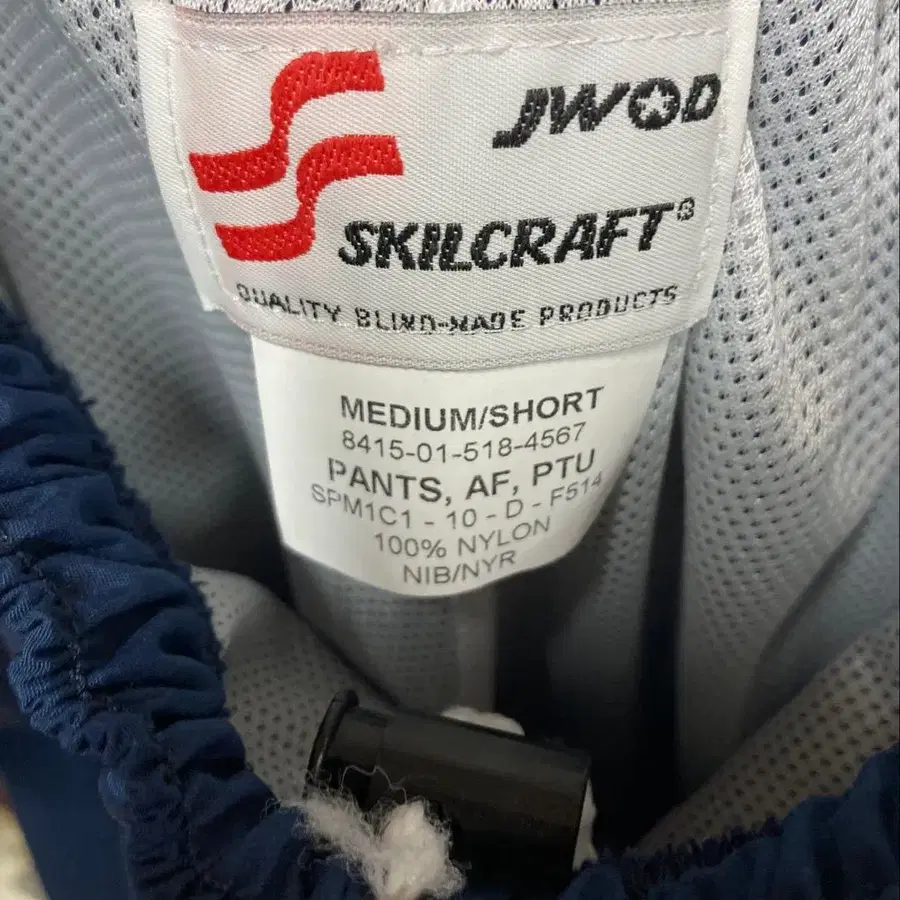 JWOD
SKILCRAFT®
QUALITY BLIND-MADE PRODUCTS
MEDIUM/SHORT
8415-01-518-4567
PANTS, AF, PTU
SPM1C1 - 10 - D - F514
100% NYLON
NIB/NYR